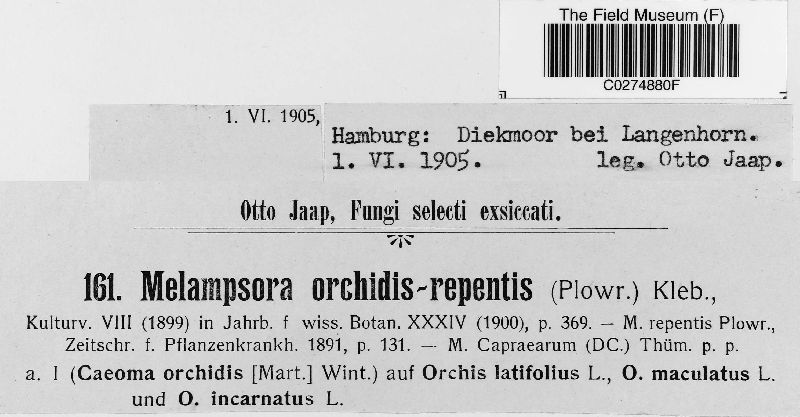 The Field Museum (F)
C0274880F
1. VI. 1905,
Hamburg: Diekmoor bei Langenhorn.
1. VI. 1905. leg. Otto Jaap.
Otto Jaap, Fungi selecti exsiccati.
161. Melampsora orchidis-repentis (Plowr.) Kleb.,
Kulturv. VIII (1899) in Jahrb. f wiss. Botan. XXXIV (1900), p. 369. — M. repentis Plowr.,
Zeitschr. f. Pflanzenkrankh. 1891, p. 131. — M. Capraearum (DC.) Thüm. p. p.
a. I (Caeoma orchidis [Mart.] Wint.) auf Orchis latifolius L., O. maculatus L.
und O. incarnatus L.